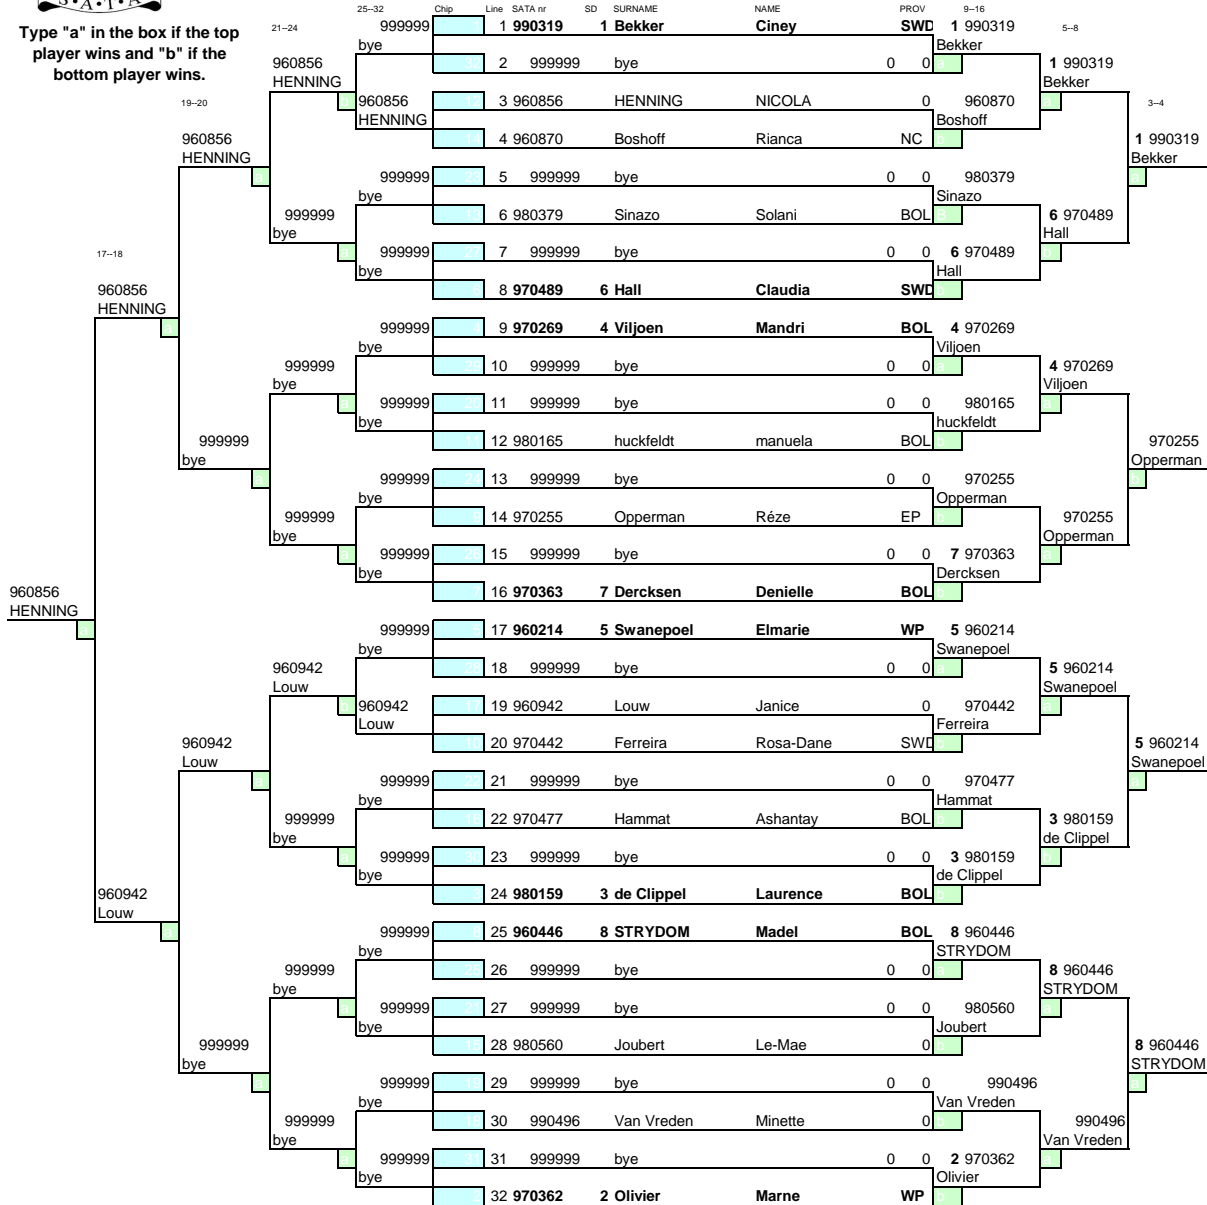 S.A.T.A
25--32 Chip Line SATA nr SD SURNAME NAME PROV 9--16
Type "a" in the box if the top
player wins and "b" if the
bottom player wins.
21--24 999999 1 990319 1 Bekker Ciney SWD 1 990319 5--8
bye Bekker
960856 2 999999 bye 0 0 a 1 990319
HENNING Bekker
19--20 960856 3 960856 HENNING NICOLA 0 960870 3--4
HENNING Boshoff
960856 4 960870 Boshoff Rianca NC b 1 990319
HENNING Bekker
999999 5 999999 bye 0 0 980379
bye Sinazo
999999 6 980379 Sinazo Solani BOL B 6 970489
bye Hall
17--18 999999 7 999999 bye 0 0 6 970489
bye Hall
960856 8 970489 6 Hall Claudia SWD b
HENNING
999999 9 970269 4 Viljoen Mandri BOL 4 970269
bye Viljoen
999999 10 999999 bye 0 0 a 4 970269
bye Viljoen
999999 11 999999 bye 0 0 980165
bye huckfeldt
999999 12 980165 huckfeldt manuela BOL b 970255
bye Opperman
999999 13 999999 bye 0 0 970255
bye Opperman
999999 14 970255 Opperman Réze EP b 970255
bye Opperman
999999 15 999999 bye 0 0 7 970363
bye Dercksen
960856 16 970363 7 Dercksen Denielle BOL b
HENNING
999999 17 960214 5 Swanepoel Elmarie WP 5 960214
bye Swanepoel
960942 18 999999 bye 0 0 a 5 960214
Louw Swanepoel
960942 19 960942 Louw Janice 0 970442
Louw Ferreira
960942 20 970442 Ferreira Rosa-Dane SWD b 5 960214
Louw Swanepoel
999999 21 999999 bye 0 0 970477
bye Hammat
999999 22 970477 Hammat Ashantay BOL b 3 980159
bye de Clippel
999999 23 999999 bye 0 0 3 980159
bye de Clippel
960942 24 980159 3 de Clippel Laurence BOL b
Louw
999999 25 960446 8 STRYDOM Madel BOL 8 960446
bye STRYDOM
999999 26 999999 bye 0 0 a 8 960446
bye STRYDOM
999999 27 999999 bye 0 0 980560
bye Joubert
999999 28 980560 Joubert Le-Mae 0 b 8 960446
bye STRYDOM
999999 29 999999 bye 0 0 990496
bye Van Vreden
999999 30 990496 Van Vreden Minette 0 b 990496
bye Van Vreden
999999 31 999999 bye 0 0 2 970362
bye Olivier
32 970362 2 Olivier Marne WP b